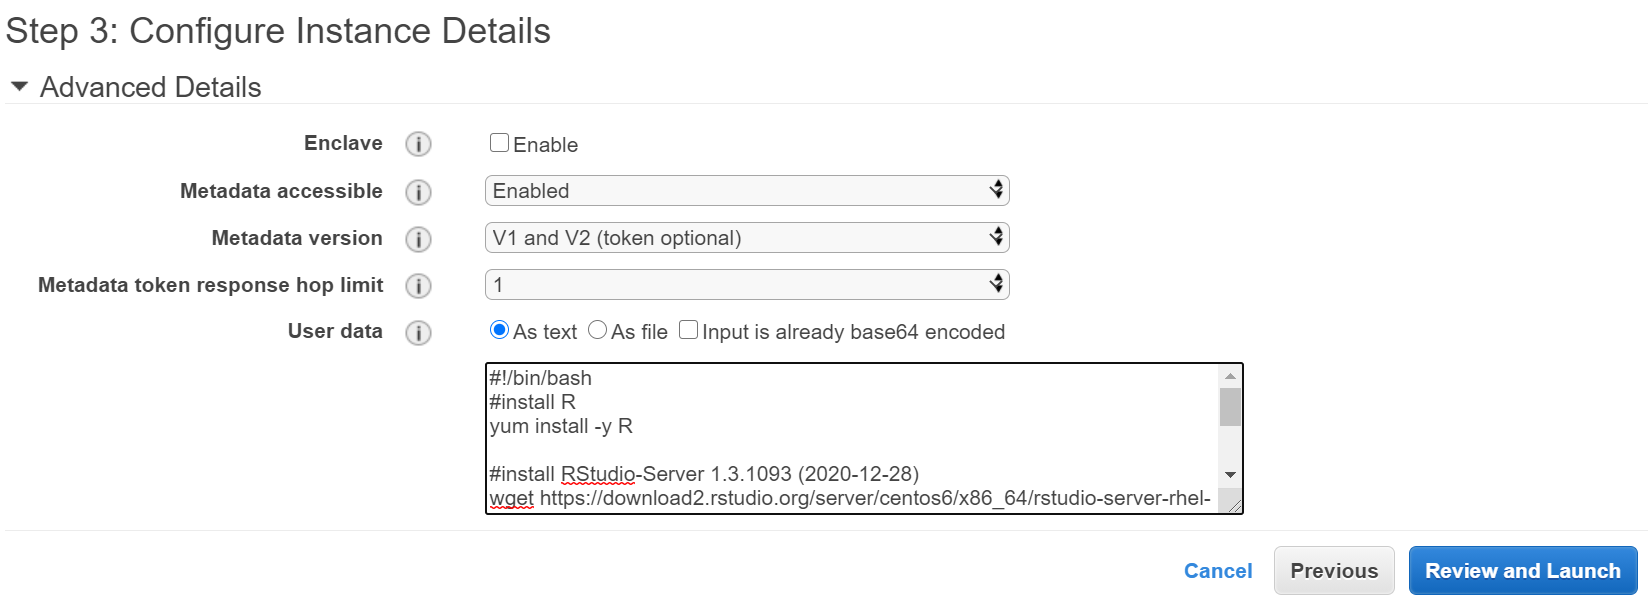 Step 3: Configure Instance Details
Advanced Details
Enclave i Enable
Metadata accessible i Enabled
Metadata version i V1 and V2 (token optional)
Metadata token response hop limit i 1
User data i As text As file Input is already base64 encoded
#!/bin/bash
#install R
yum install -y R
#install RStudio-Server 1.3.1093 (2020-12-28)
wget https://download2.rstudio.org/server/centos6/x86_64/rstudio-server-rhel-
Cancel Previous Review and Launch